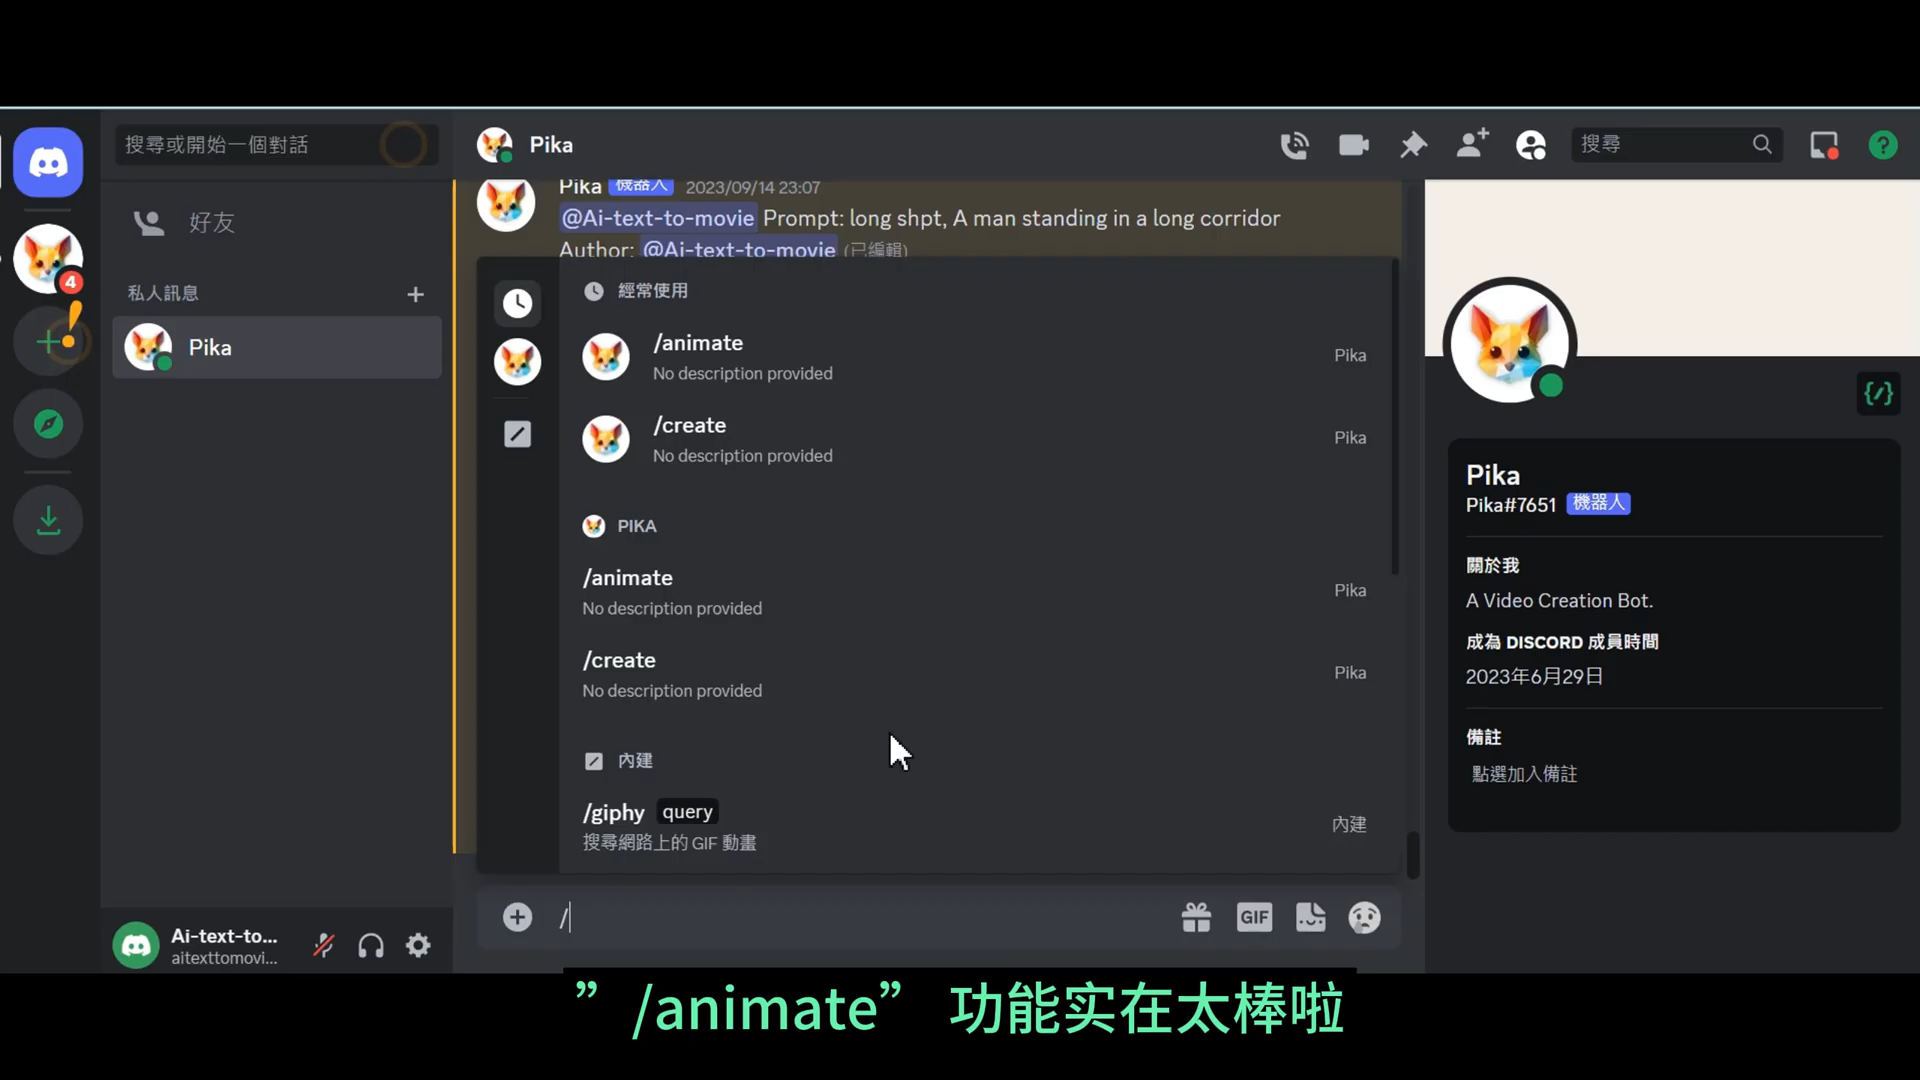 搜尋或開始一個對話
好友
私人訊息
Pika
4
Ai-text-to...
aitexttomovi...
Pika
搜尋
Pika 機器人 2023/09/14 23:07
@Ai-text-to-movie Prompt: long shpt, A man standing in a long corridor
Author: @Ai-text-to-movie (已編輯)
經常使用
/animate
No description provided
Pika
/create
No description provided
Pika
PIKA
/animate
No description provided
Pika
/create
No description provided
Pika
內建
/giphy query
搜尋網路上的 GIF 動畫
內建
/
GIF
Pika
Pika#7651 機器人
關於我
A Video Creation Bot.
成為 DISCORD 成員時間
2023年6月29日
備註
點選加入備註
”/animate” 功能实在太棒啦